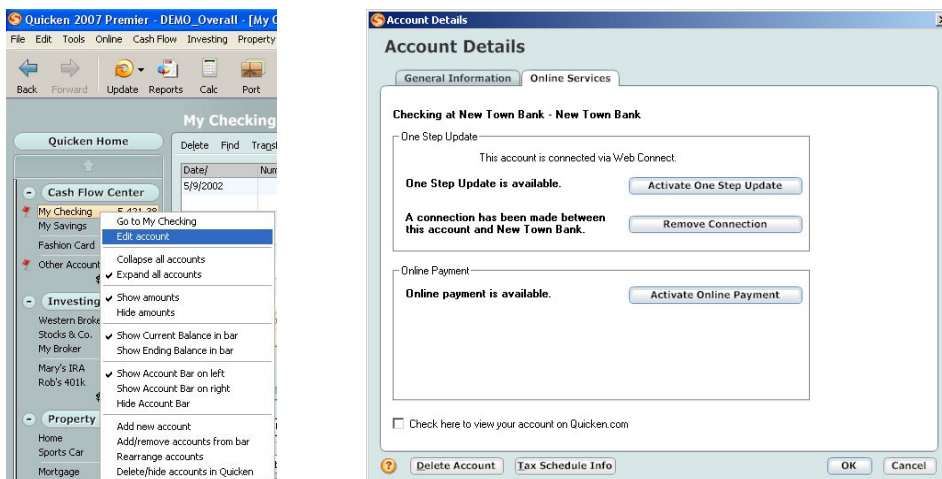 Quicken 2007 Premier - DEMO_Overall - [My C
File Edit Tools Online Cash Flow Investing Property
Back Forward Update Reports Calc Port
My Checking
Quicken Home
Delete Find
Date/
5/9/2002
Cash Flow Center
My Checking 5,421.38
My Savings
Fashion Card
Other Account
$
Go to My Checking
Edit account
Collapse all accounts
Expand all accounts
Show amounts
Hide amounts
Show Current Balance in bar
Show Ending Balance in bar
Show Account Bar on left
Show Account Bar on right
Hide Account Bar
Add new account
Add/remove accounts from bar
Rearrange accounts
Delete/hide accounts in Quicken
Investing
Western Broke
Stocks & Co.
My Broker
Mary's IRA
Rob's 401k
$
Property
Home
Sports Car
Mortgage
Account Details
Account Details
General Information Online Services
Checking at New Town Bank - New Town Bank
One Step Update
This account is connected via Web Connect.
One Step Update is available. Activate One Step Update
A connection has been made between
this account and New Town Bank. Remove Connection
Online Payment
Online payment is available. Activate Online Payment
Check here to view your account on Quicken.com
Delete Account Tax Schedule Info OK Cancel